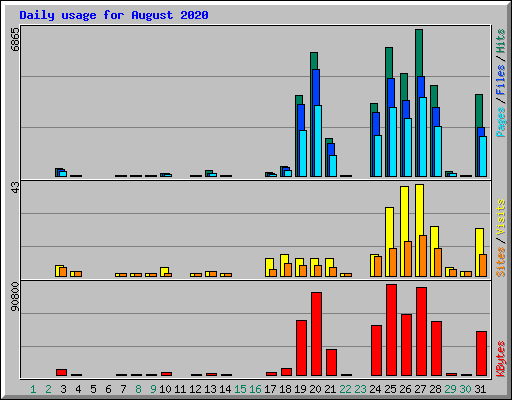 Daily usage for August 2020
6865
Pages / Files / Hits
43
Sites / Visits
90800
KBytes
1 2 3 4 5 6 7 8 9 10 11 12 13 14 15 16 17 18 19 20 21 22 23 24 25 26 27 28 29 30 31